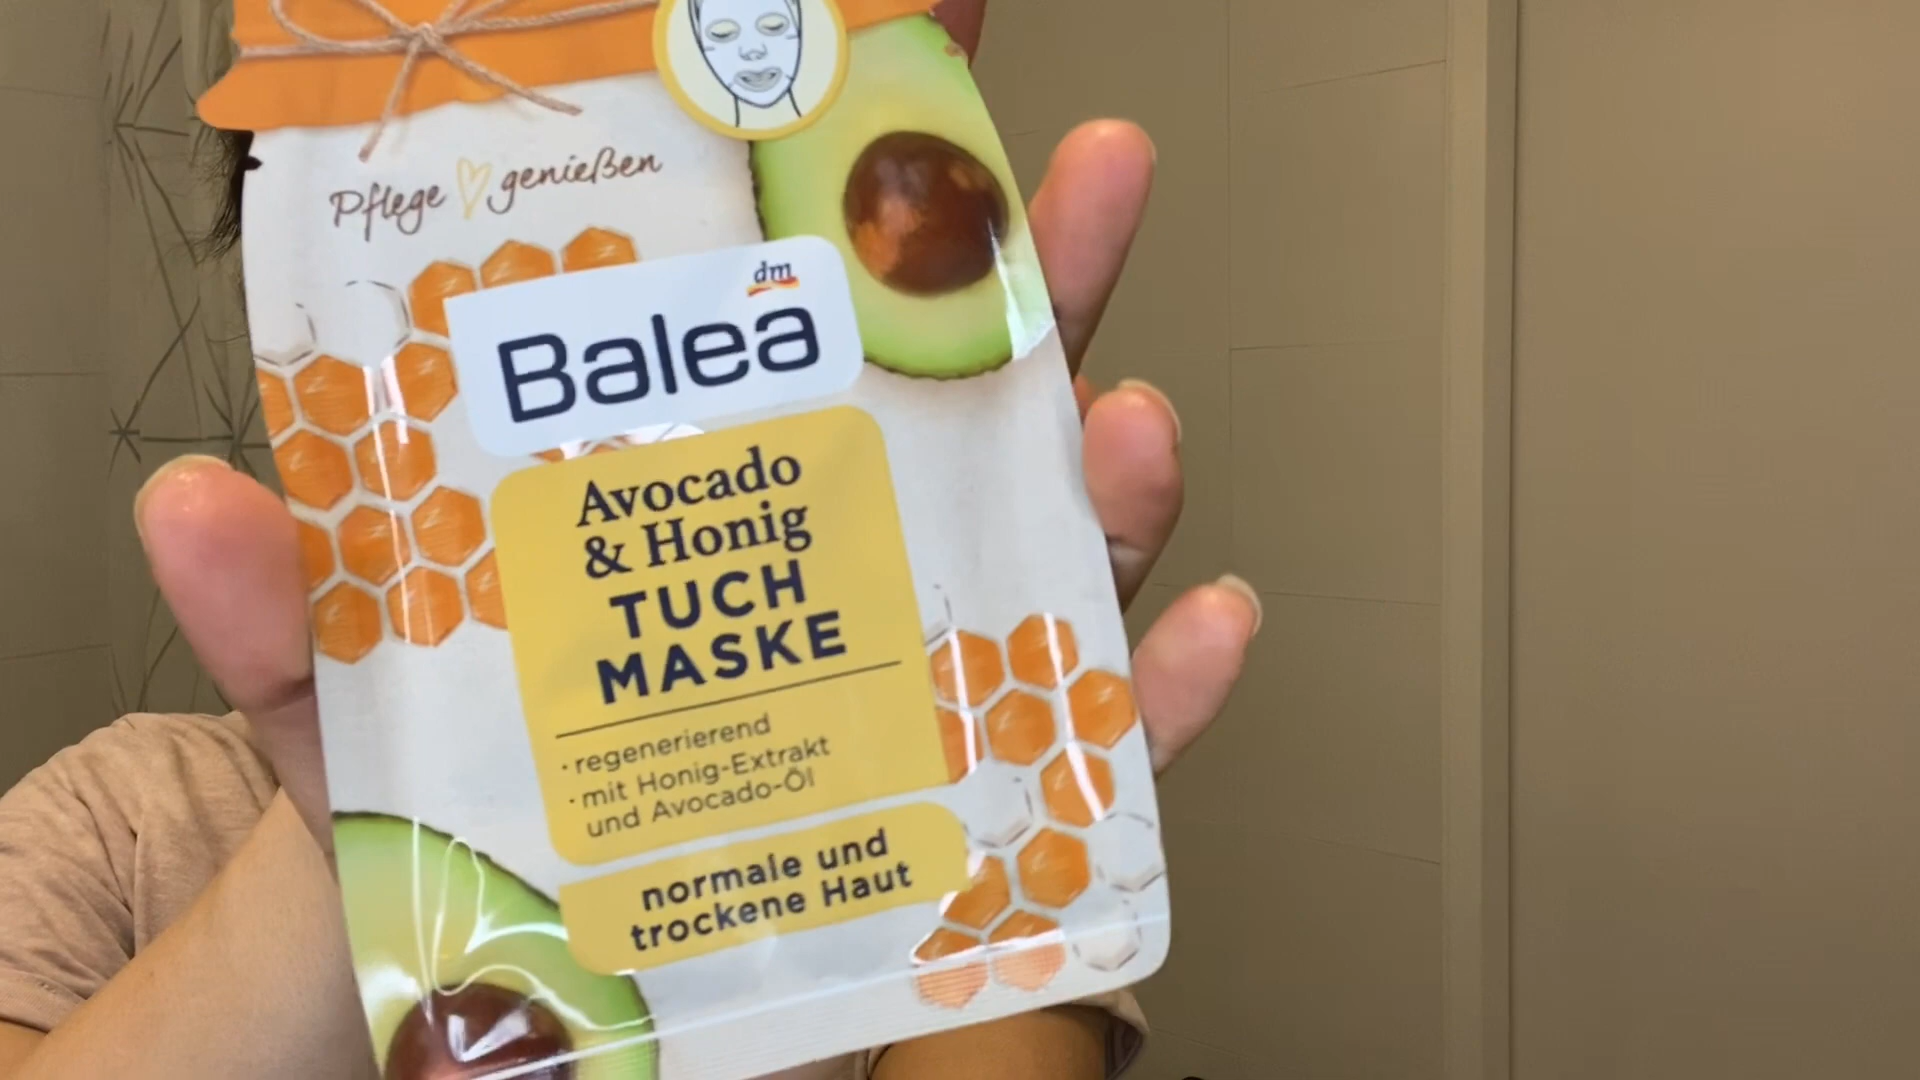 Pflege genießen
dm
Balea
Avocado
& Honig
TUCH
MASKE
· regenerierend
· mit Honig-Extrakt
und Avocado-Öl
normale und
trockene Haut